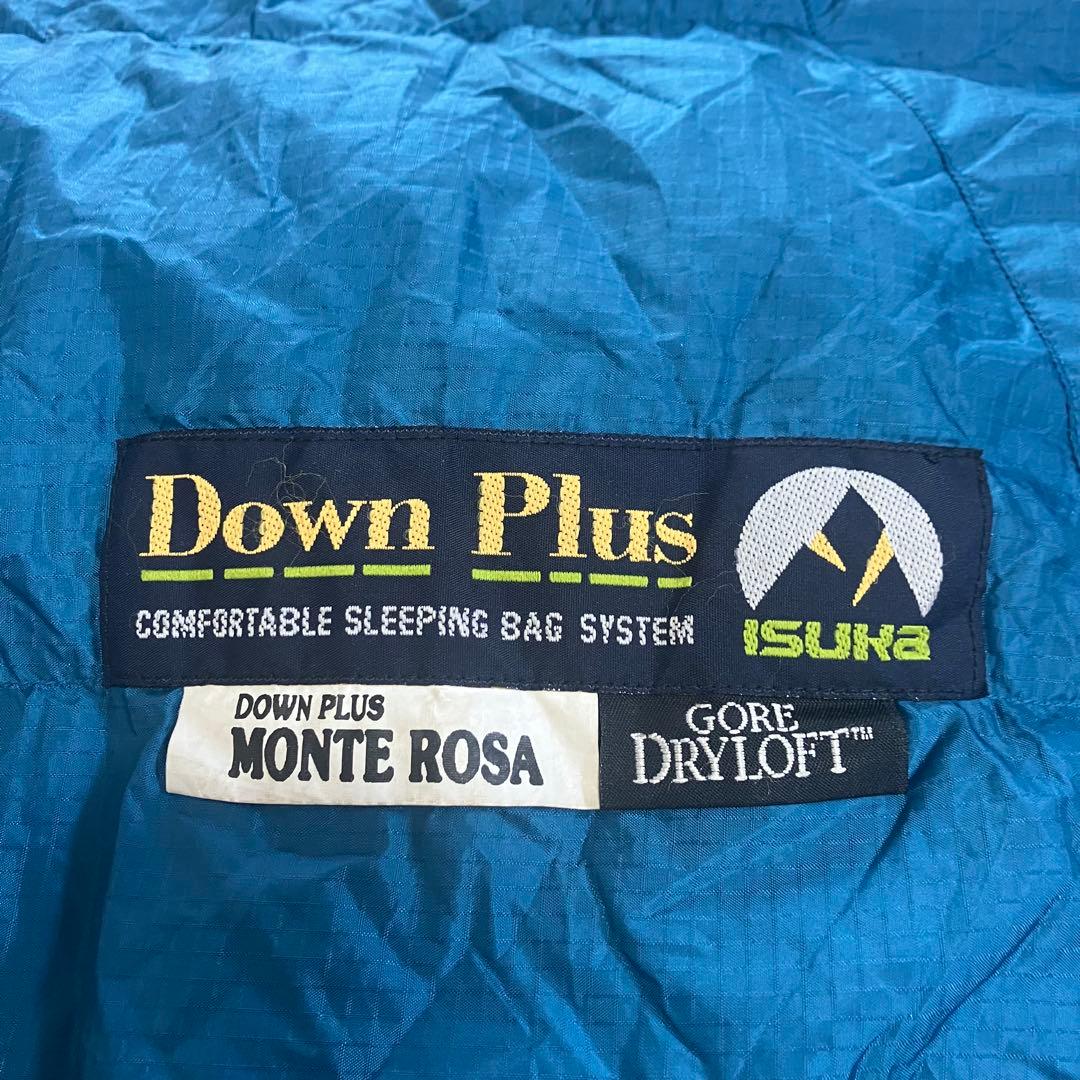 Down Plus
COMFORTABLE SLEEPING BAG SYSTEM
ISUKa
DOWN PLUS
MONTE ROSA
GORE
DRYLOFT™